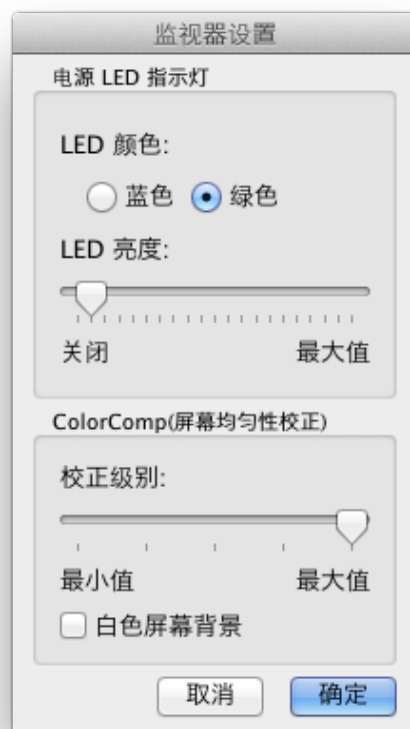 监视器设置
电源 LED 指示灯
LED 颜色:
蓝色 绿色
LED 亮度:
关闭 最大值
ColorComp(屏幕均匀性校正)
校正级别:
最小值 最大值
白色屏幕背景
取消 确定